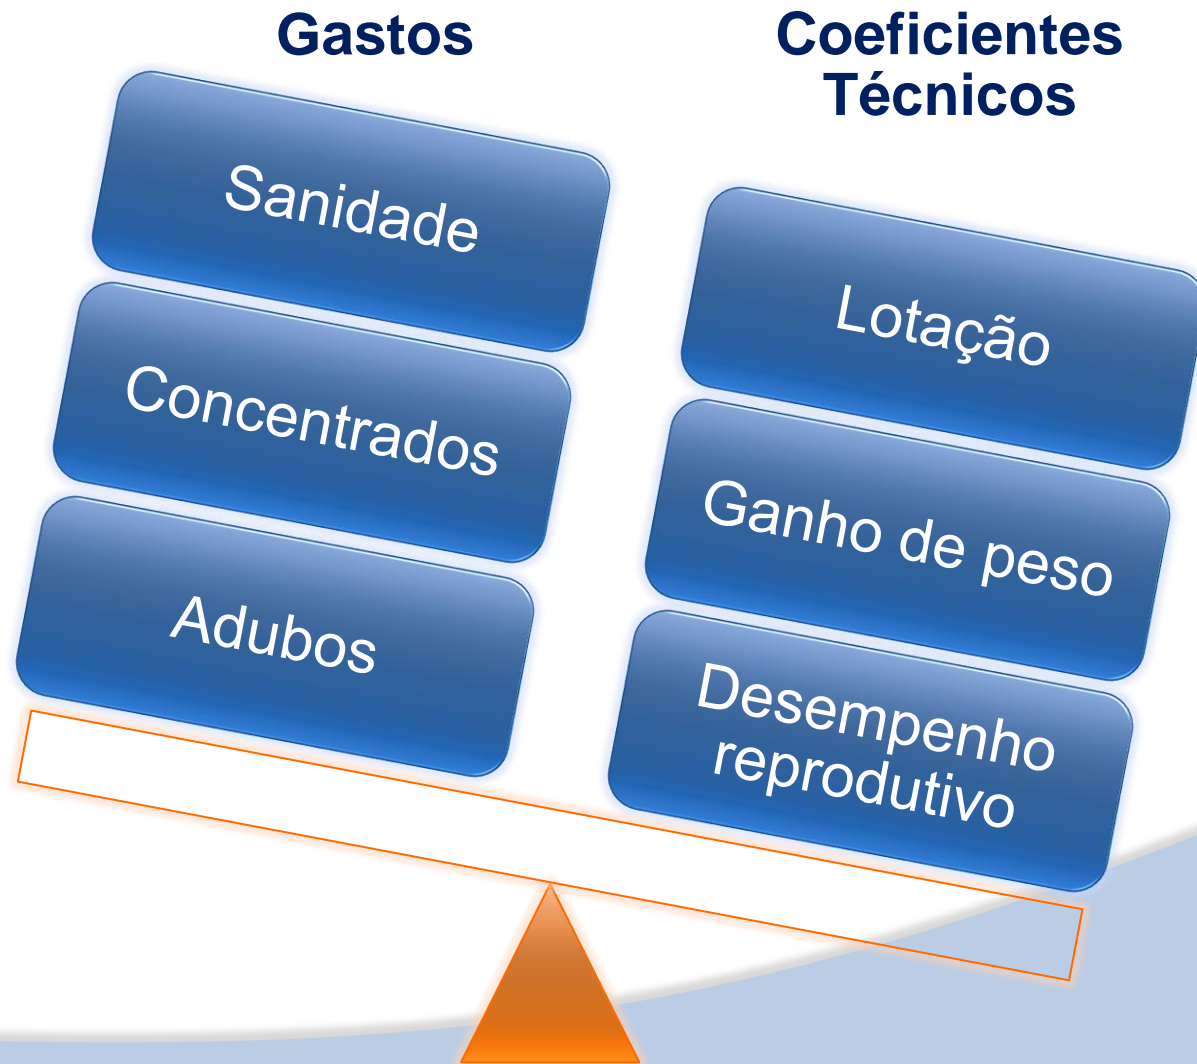 Gastos
Sanidade
Concentrados
Adubos
Coeficientes
Técnicos
Lotação
Ganho de peso
Desempenho
reprodutivo